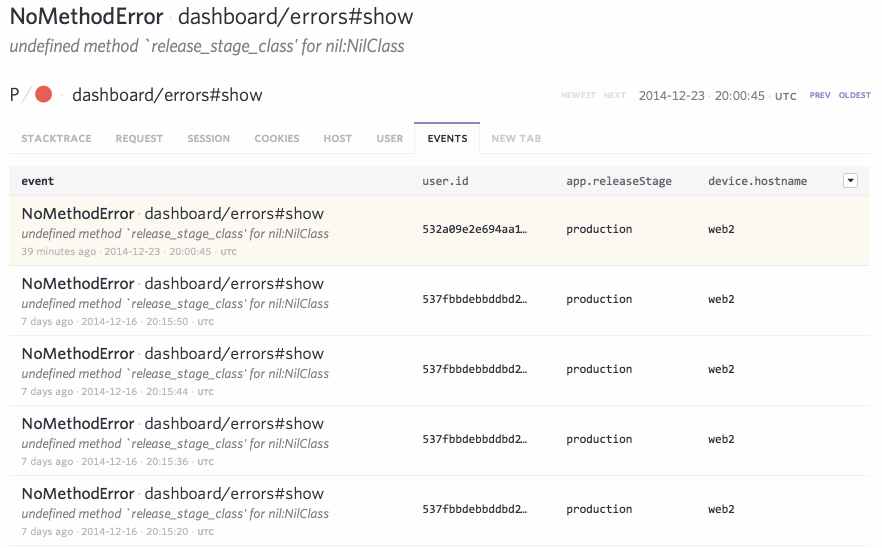 NoMethodError · dashboard/errors#show
undefined method `release_stage_class' for nil:NilClass
P / · dashboard/errors#show NEWEST NEXT 2014-12-23 · 20:00:45 · UTC PREV OLDEST
STACKTRACE REQUEST SESSION COOKIES HOST USER EVENTS NEW TAB
event user.id app.releaseStage device.hostname
NoMethodError · dashboard/errors#show
undefined method `release_stage_class' for nil:NilClass
39 minutes ago · 2014-12-23 · 20:00:45 · UTC
532a09e2e694aa1… production web2
NoMethodError · dashboard/errors#show
undefined method `release_stage_class' for nil:NilClass
7 days ago · 2014-12-16 · 20:15:50 · UTC
537fbbdebbddbd2… production web2
NoMethodError · dashboard/errors#show
undefined method `release_stage_class' for nil:NilClass
7 days ago · 2014-12-16 · 20:15:44 · UTC
537fbbdebbddbd2… production web2
NoMethodError · dashboard/errors#show
undefined method `release_stage_class' for nil:NilClass
7 days ago · 2014-12-16 · 20:15:36 · UTC
537fbbdebbddbd2… production web2
NoMethodError · dashboard/errors#show
undefined method `release_stage_class' for nil:NilClass
7 days ago · 2014-12-16 · 20:15:20 · UTC
537fbbdebbddbd2… production web2